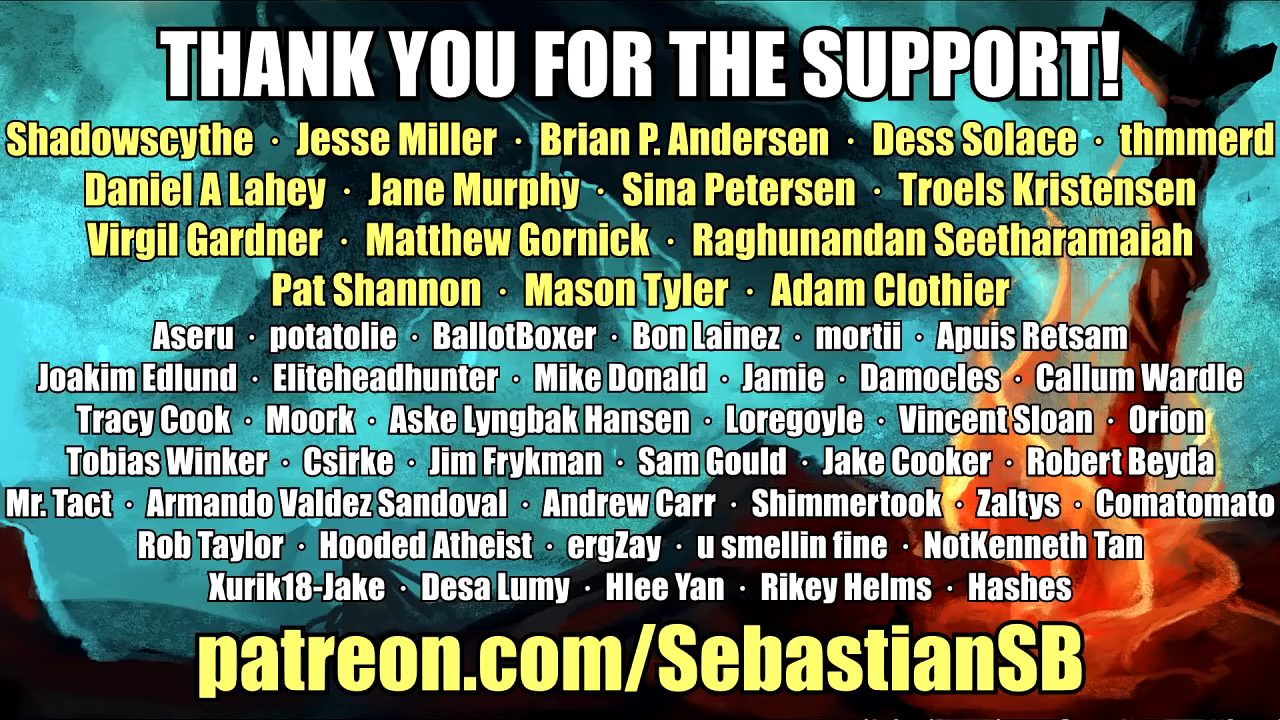 THANK YOU FOR THE SUPPORT!
Shadowscythe · Jesse Miller · Brian P. Andersen · Dess Solace · thmmerd
Daniel A Lahey · Jane Murphy · Sina Petersen · Troels Kristensen
Virgil Gardner · Matthew Gornick · Raghunandan Seetharamaiah
Pat Shannon · Mason Tyler · Adam Clothier
Aseru · potatolie · BallotBoxer · Bon Lainez · mortii · Apuis Retsam
Joakim Edlund · Eliteheadhunter · Mike Donald · Jamie · Damocles · Callum Wardle
Tracy Cook · Moork · Aske Lyngbak Hansen · Loregoyle · Vincent Sloan · Orion
Tobias Winker · Csirke · Jim Frykman · Sam Gould · Jake Cooker · Robert Beyda
Mr. Tact · Armando Valdez Sandoval · Andrew Carr · Shimmertook · Zaltys · Comatomato
Rob Taylor · Hooded Atheist · ergZay · u smellin fine · NotKenneth Tan
Xurik18-Jake · Desa Lumy · Hlee Yan · Rikey Helms · Hashes
patreon.com/SebastianSB